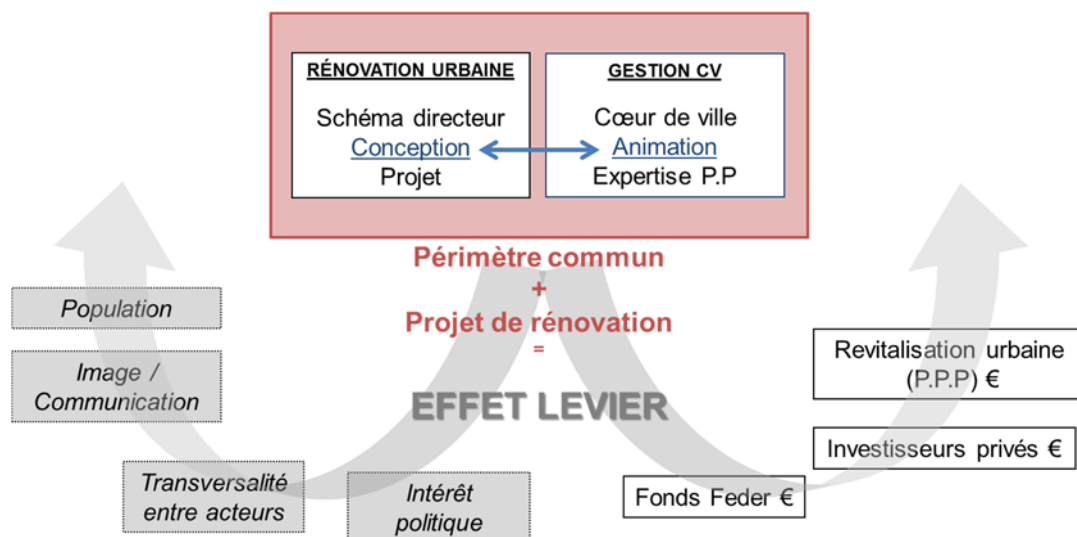 RÉNOVATION URBAINE
Schéma directeur
Conception
Projet
GESTION CV
Cœur de ville
Animation
Expertise P.P
Périmètre commun
+
Projet de rénovation
=
EFFET LEVIER
Population
Image /
Communication
Transversalité
entre acteurs
Intérêt
politique
Fonds Feder €
Investisseurs privés €
Revitalisation urbaine
(P.P.P) €